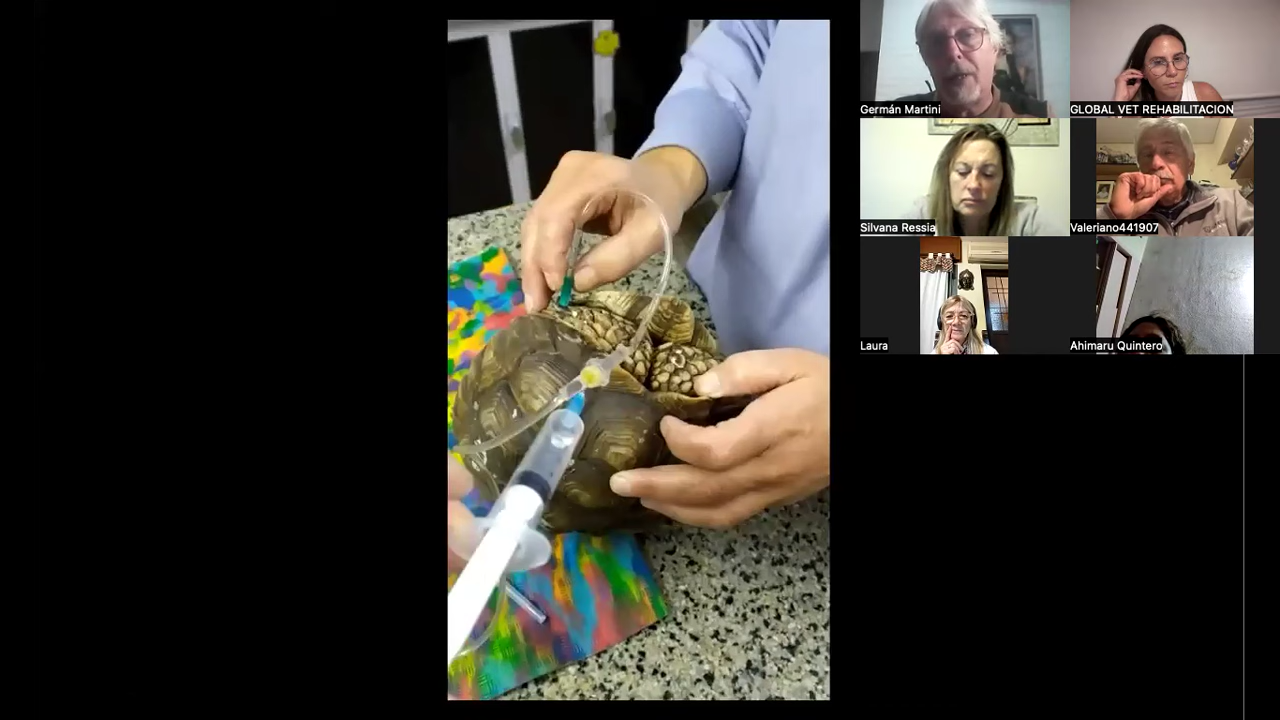 Germán Martini
GLOBAL VET REHABILITACION
Silvana Ressia
Valeriano441907
Laura
Ahimaru Quintero